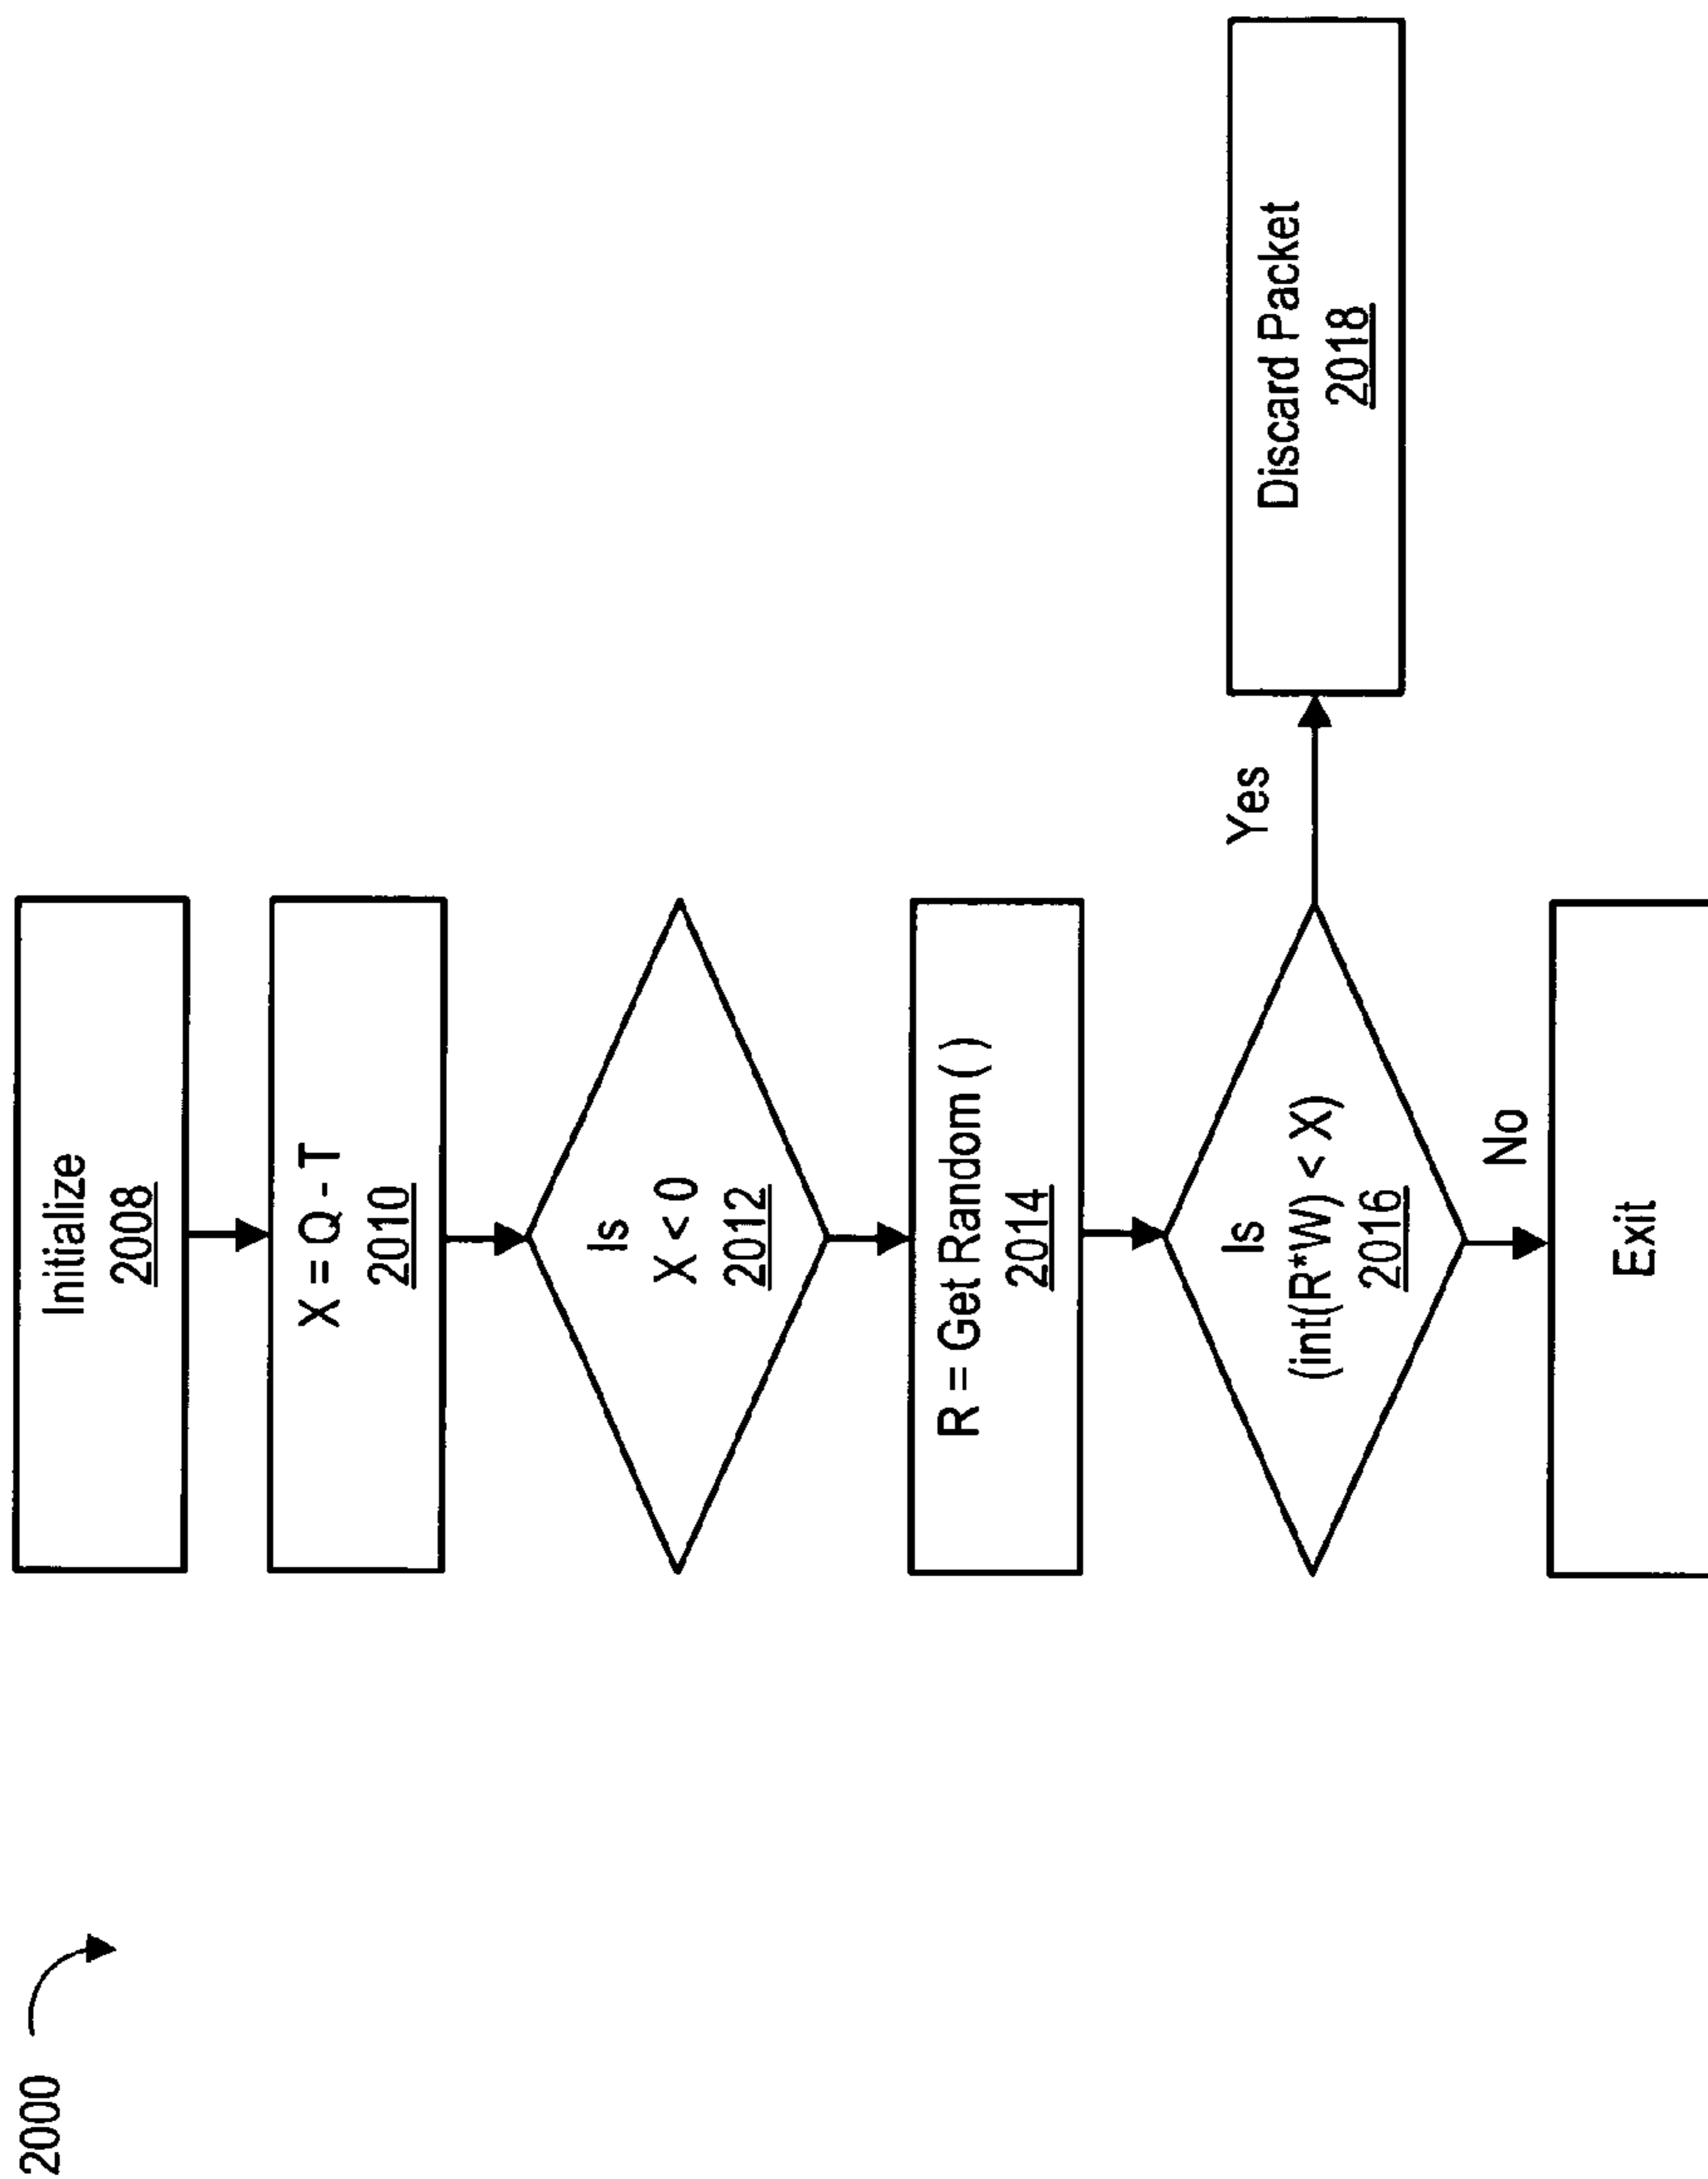 2000
Initialize
2008
X = Q - T
2010
Is
X < 0
2012
R = Get Random ( )
2014
Is
(int(R*W) < X)
2016
Yes
Discard Packet
2018
No
Exit